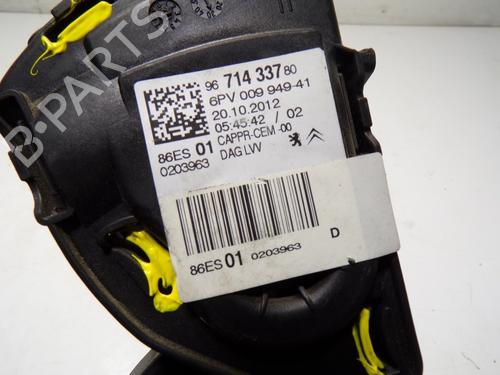 96 714 337 80
6PV 009 949-41
20.10.2012
05:45:42 / 02
86ES 01 CAPPR-CEM -00
0203963 DAG LVV
86ES 01 0203963 D
B-PARTS